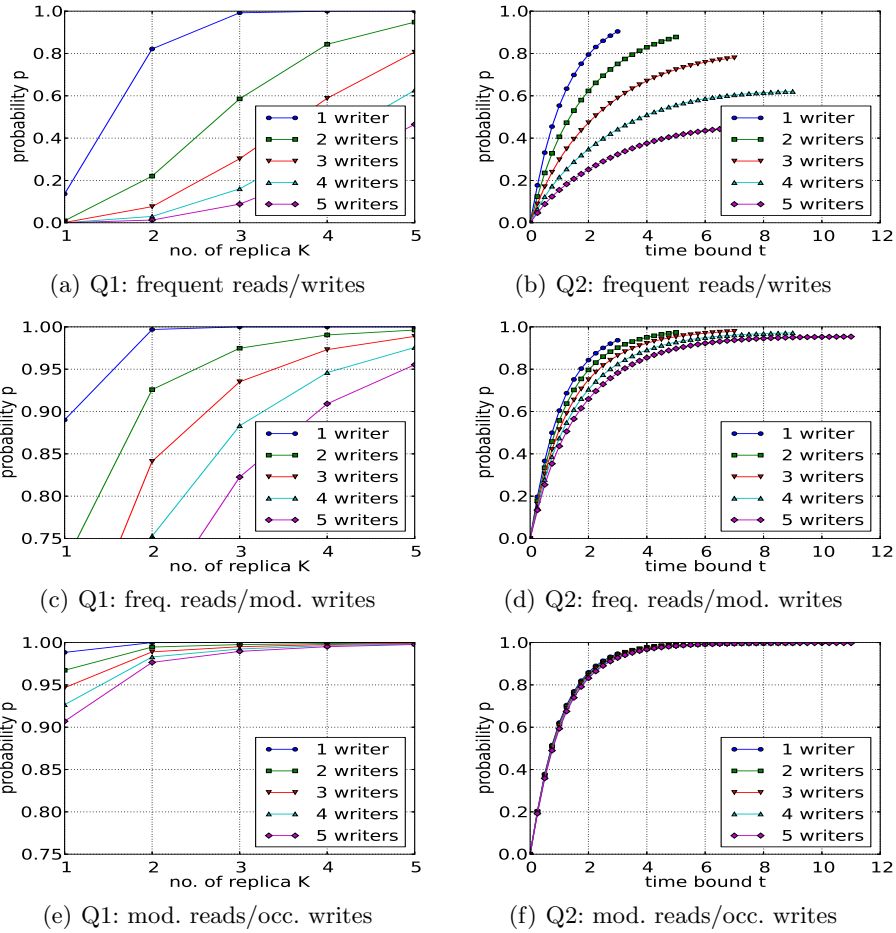 1.0
0.8
0.6
0.4
0.2
0.0
probability p
1 writer
2 writers
3 writers
4 writers
5 writers
1 2 3 4 5
no. of replica K
(a) Q1: frequent reads/writes
1.0
0.8
0.6
0.4
0.2
0.0
probability p
1 writer
2 writers
3 writers
4 writers
5 writers
0 2 4 6 8 10 12
time bound t
(b) Q2: frequent reads/writes
1.00
0.95
0.90
0.85
0.80
0.75
probability p
1 writer
2 writers
3 writers
4 writers
5 writers
1 2 3 4 5
no. of replica K
(c) Q1: freq. reads/mod. writes
1.0
0.8
0.6
0.4
0.2
0.0
probability p
1 writer
2 writers
3 writers
4 writers
5 writers
0 2 4 6 8 10 12
time bound t
(d) Q2: freq. reads/mod. writes
1.00
0.95
0.90
0.85
0.80
0.75
probability p
1 writer
2 writers
3 writers
4 writers
5 writers
1 2 3 4 5
no. of replica K
(e) Q1: mod. reads/occ. writes
1.0
0.8
0.6
0.4
0.2
0.0
probability p
1 writer
2 writers
3 writers
4 writers
5 writers
0 2 4 6 8 10 12
time bound t
(f) Q2: mod. reads/occ. writes